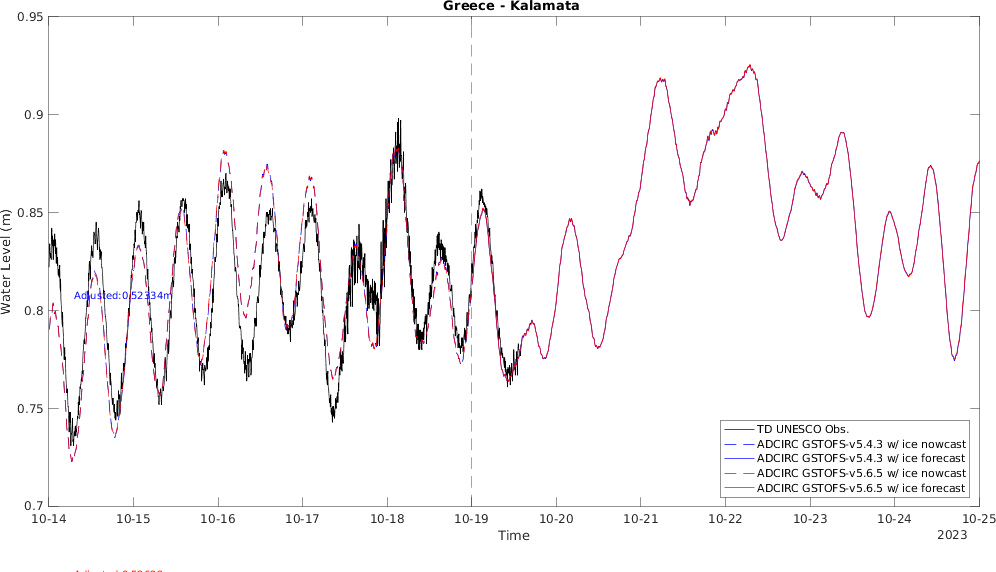 Greece - Kalamata
0.95
0.9
0.85
0.8
0.75
0.7
Water Level (m)
Adjusted:0.52334m
TD UNESCO Obs.
ADCIRC GSTOFS-v5.4.3 w/ ice nowcast
ADCIRC GSTOFS-v5.4.3 w/ ice forecast
ADCIRC GSTOFS-v5.6.5 w/ ice nowcast
ADCIRC GSTOFS-v5.6.5 w/ ice forecast
10-14 10-15 10-16 10-17 10-18 10-19 10-20 10-21 10-22 10-23 10-24 10-25
Time
2023